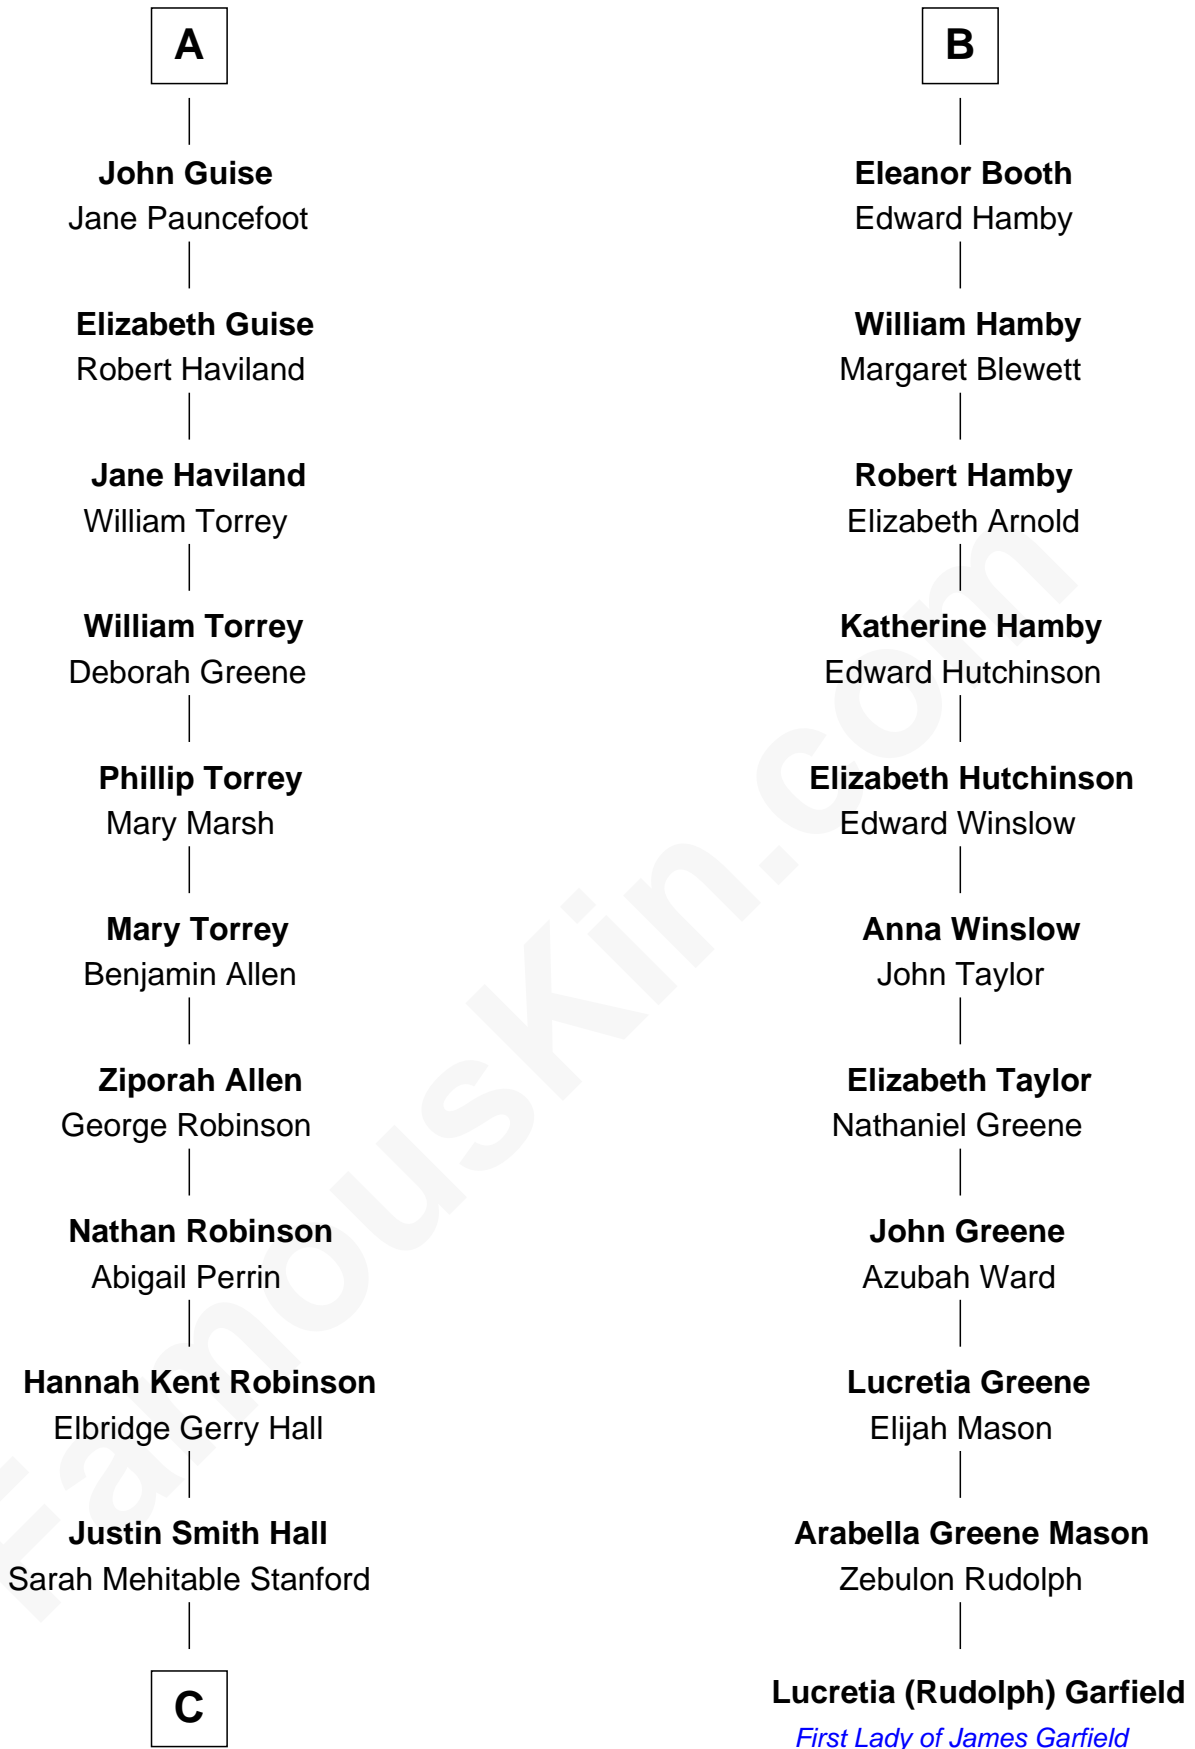 A
John Guise
Jane Pauncefoot
Elizabeth Guise
Robert Haviland
Jane Haviland
William Torrey
William Torrey
Deborah Greene
Phillip Torrey
Mary Marsh
Mary Torrey
Benjamin Allen
Ziporah Allen
George Robinson
Nathan Robinson
Abigail Perrin
Hannah Kent Robinson
Elbridge Gerry Hall
Justin Smith Hall
Sarah Mehitable Stanford
C
B
Eleanor Booth
Edward Hamby
William Hamby
Margaret Blewett
Robert Hamby
Elizabeth Arnold
Katherine Hamby
Edward Hutchinson
Elizabeth Hutchinson
Edward Winslow
Anna Winslow
John Taylor
Elizabeth Taylor
Nathaniel Greene
John Greene
Azubah Ward
Lucretia Greene
Elijah Mason
Arabella Greene Mason
Zebulon Rudolph
Lucretia (Rudolph) Garfield
First Lady of James Garfield
FamousKin.com